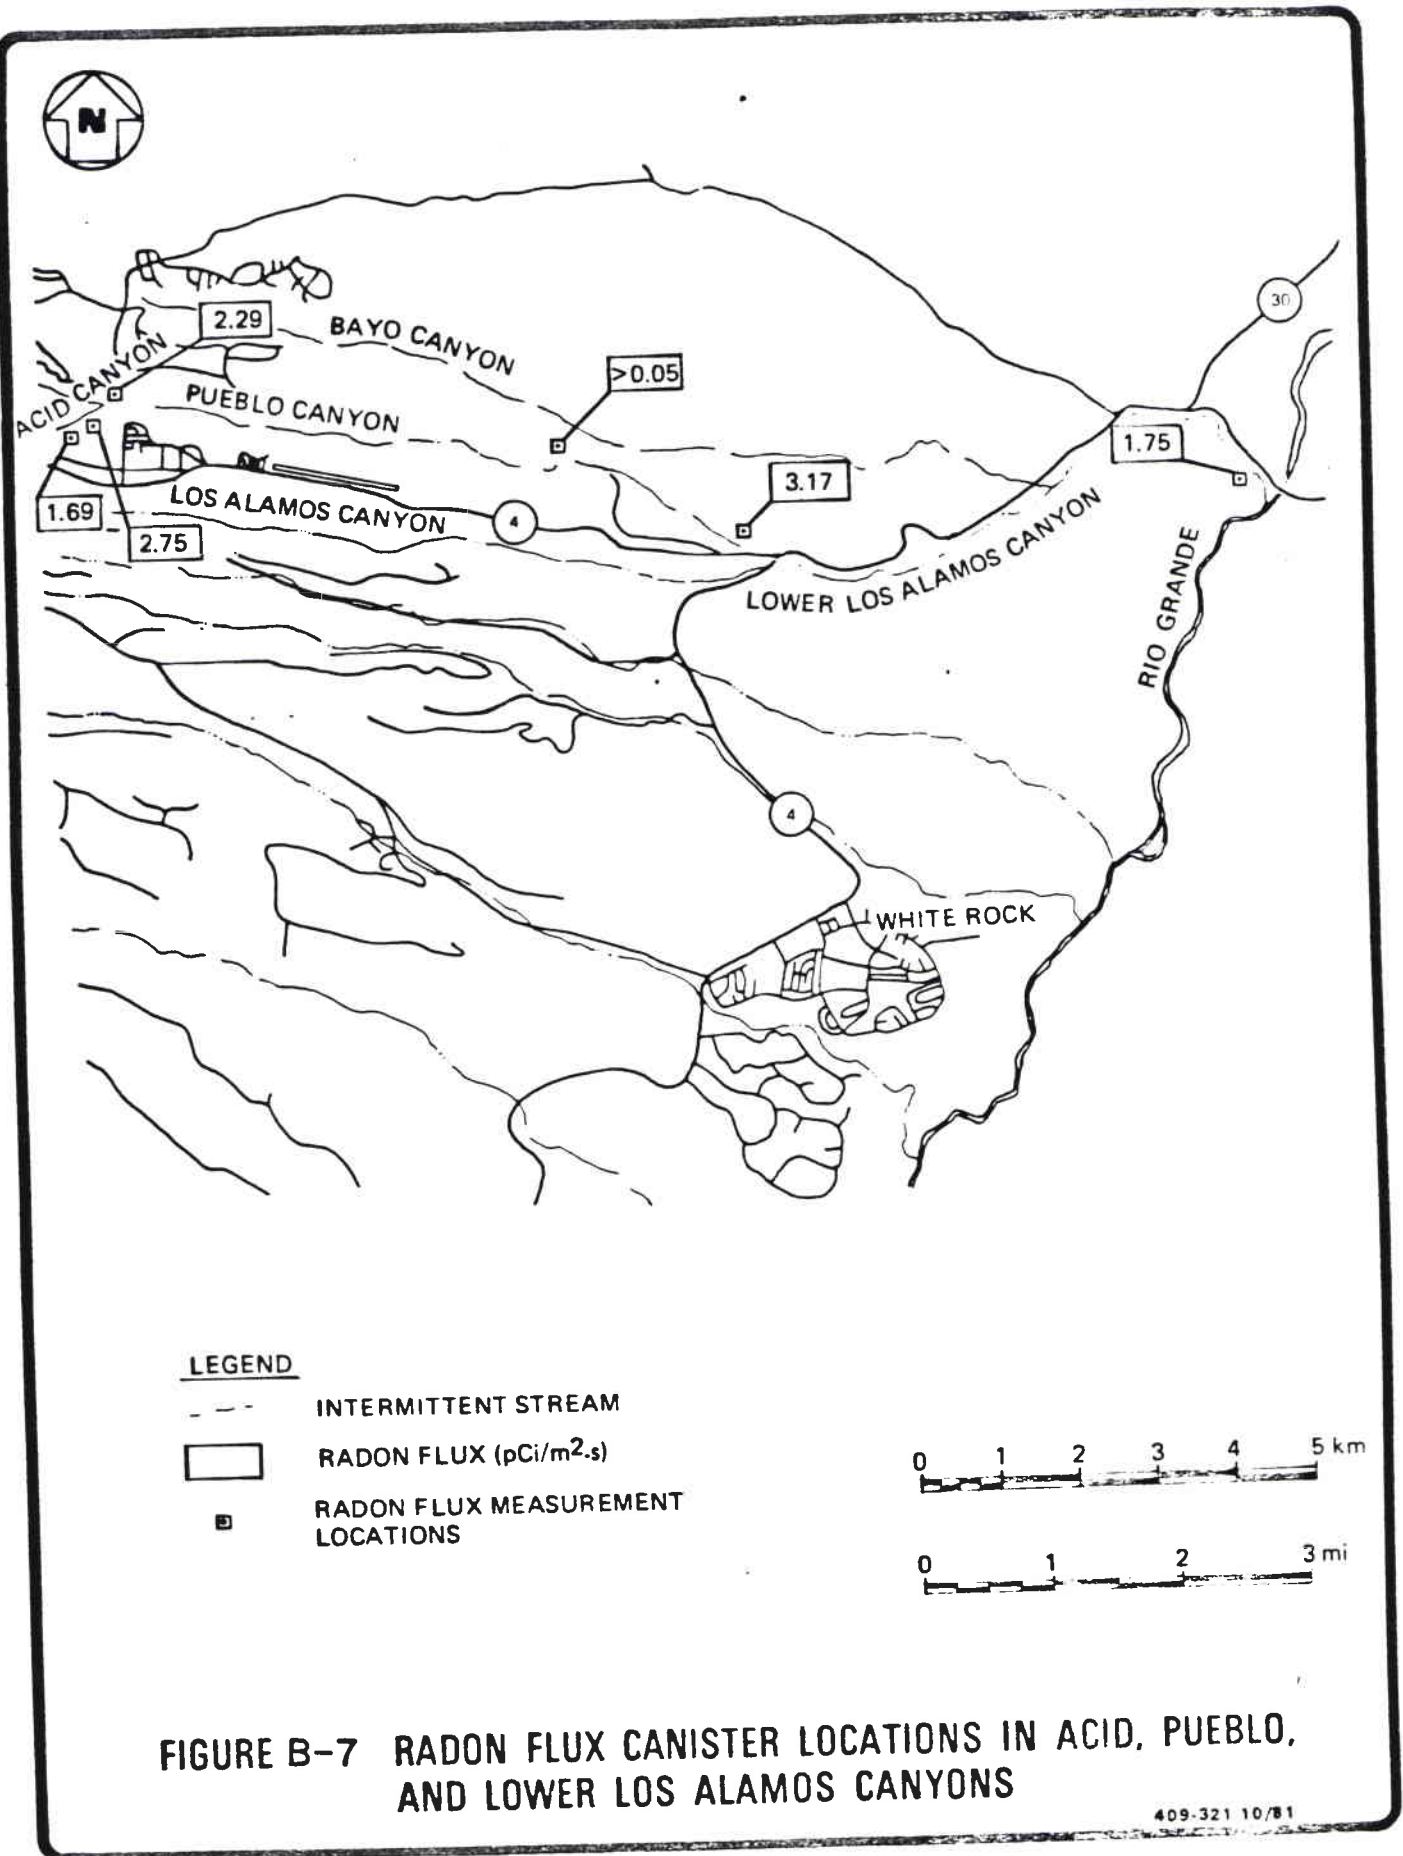 N
30
2.29
BAYO CANYON
>0.05
ACID CANYON
PUEBLO CANYON
1.75
3.17
1.69
LOS ALAMOS CANYON
4
2.75
LOWER LOS ALAMOS CANYON
RIO GRANDE
4
WHITE ROCK
LEGEND
INTERMITTENT STREAM
RADON FLUX (pCi/m².s)
RADON FLUX MEASUREMENT
LOCATIONS
0 1 2 3 4 5 km
0 1 2 3 mi
FIGURE B-7 RADON FLUX CANISTER LOCATIONS IN ACID, PUEBLO,
AND LOWER LOS ALAMOS CANYONS
409-321 10/81